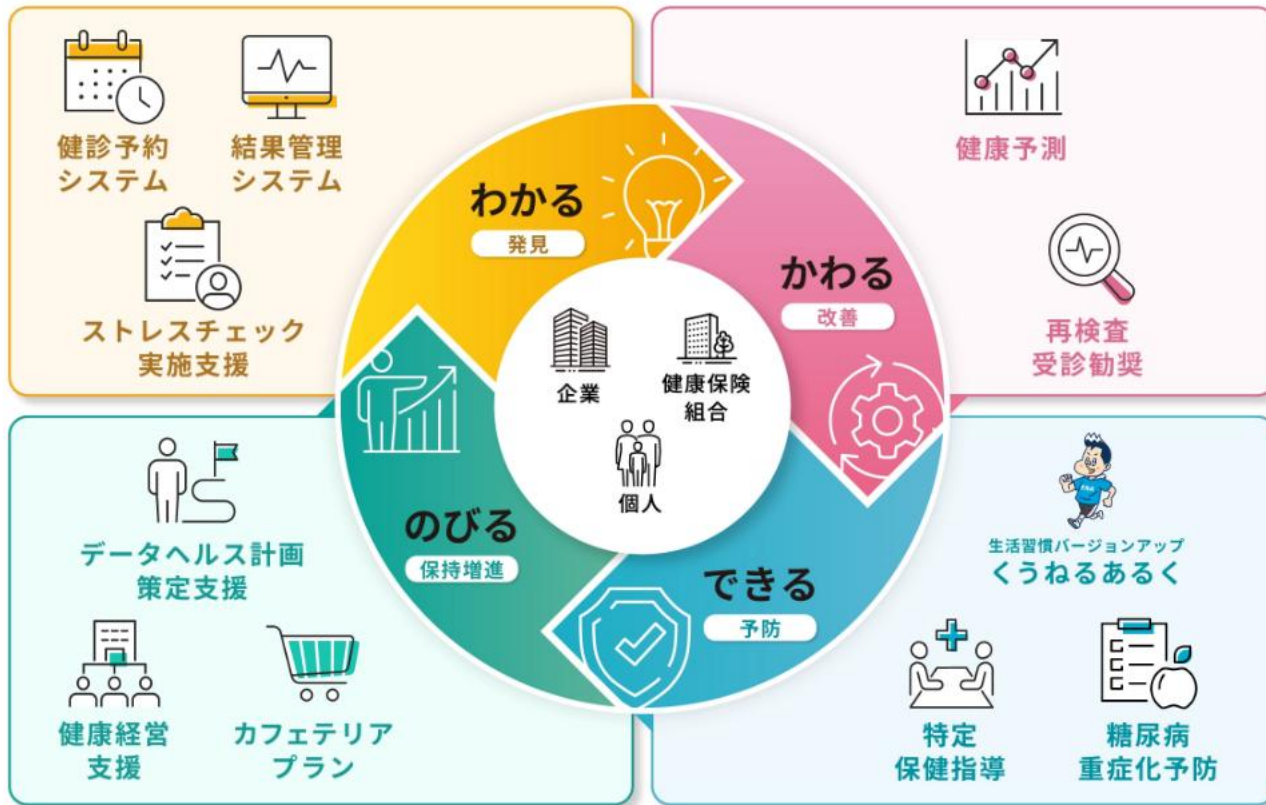 健診予約
システム
結果管理
システム
ストレスチェック
実施支援
健康予測
再検査
受診勧奨
わかる
発見
かわる
改善
企業
健康保険
組合
個人
のびる
保持増進
できる
予防
データヘルス計画
策定支援
健康経営
支援
カフェテリア
プラン
生活習慣バージョンアップ
くうねるあるく
特定
保健指導
糖尿病
重症化予防